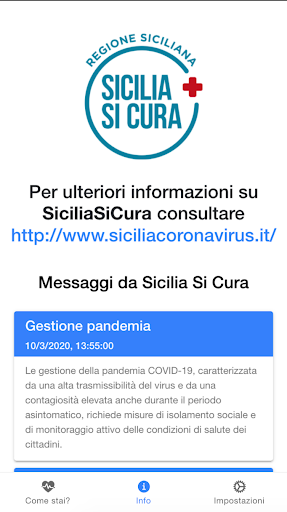 REGIONE SICILIANA
SICILIA
SI CURA
Per ulteriori informazioni su
SiciliaSiCura consultare
http://www.siciliacoronavirus.it/
Messaggi da Sicilia Si Cura
Gestione pandemia
10/3/2020, 13:55:00
Le gestione della pandemia COVID-19, caratterizzata
da una alta trasmissibilità del virus e da una
contagiosità elevata anche durante il periodo
asintomatico, richiede misure di isolamento sociale e
di monitoraggio attivo delle condizioni di salute dei
cittadini.
Come stai?
Info
Impostazioni